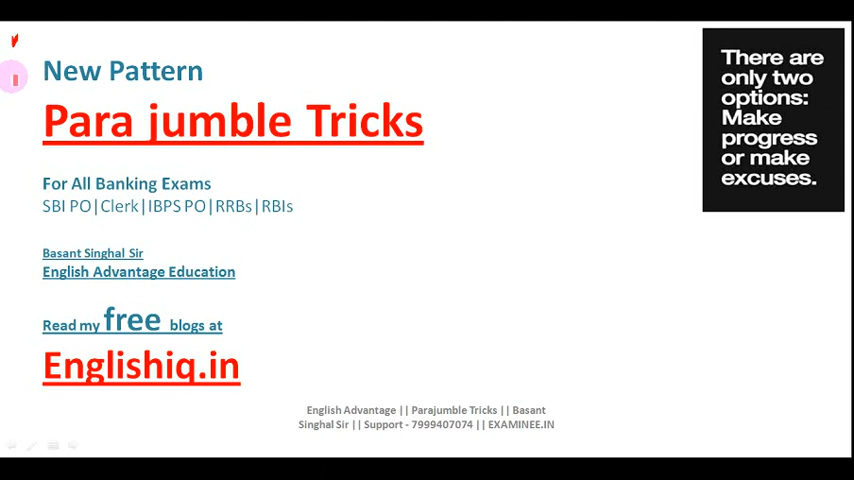 New Pattern
Para jumble Tricks
For All Banking Exams
SBI PO|Clerk|IBPS PO|RRBs|RBIs
Basant Singhal Sir
English Advantage Education
Read my free blogs at
Englishiq.in
There are
only two
options:
Make
progress
or make
excuses.
English Advantage || Parajumble Tricks || Basant
Singhal Sir || Support - 7999407074 || EXAMINEE.IN